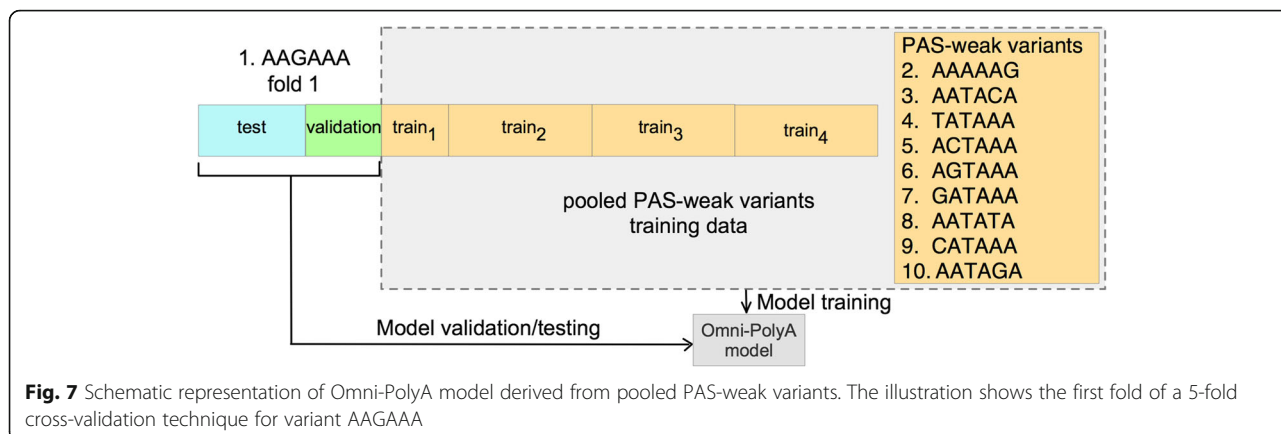 1. AAGAAA
fold 1
test
validation
train1
train2
train3
train4
pooled PAS-weak variants
training data
PAS-weak variants
2. AAAAAG
3. AATACA
4. TATAAA
5. ACTAAA
6. AGTAAA
7. GATAAA
8. AATATA
9. CATAAA
10. AATAGA
Model training
Model validation/testing
Omni-PolyA
model
Fig. 7 Schematic representation of Omni-PolyA model derived from pooled PAS-weak variants. The illustration shows the first fold of a 5-fold
cross-validation technique for variant AAGAAA